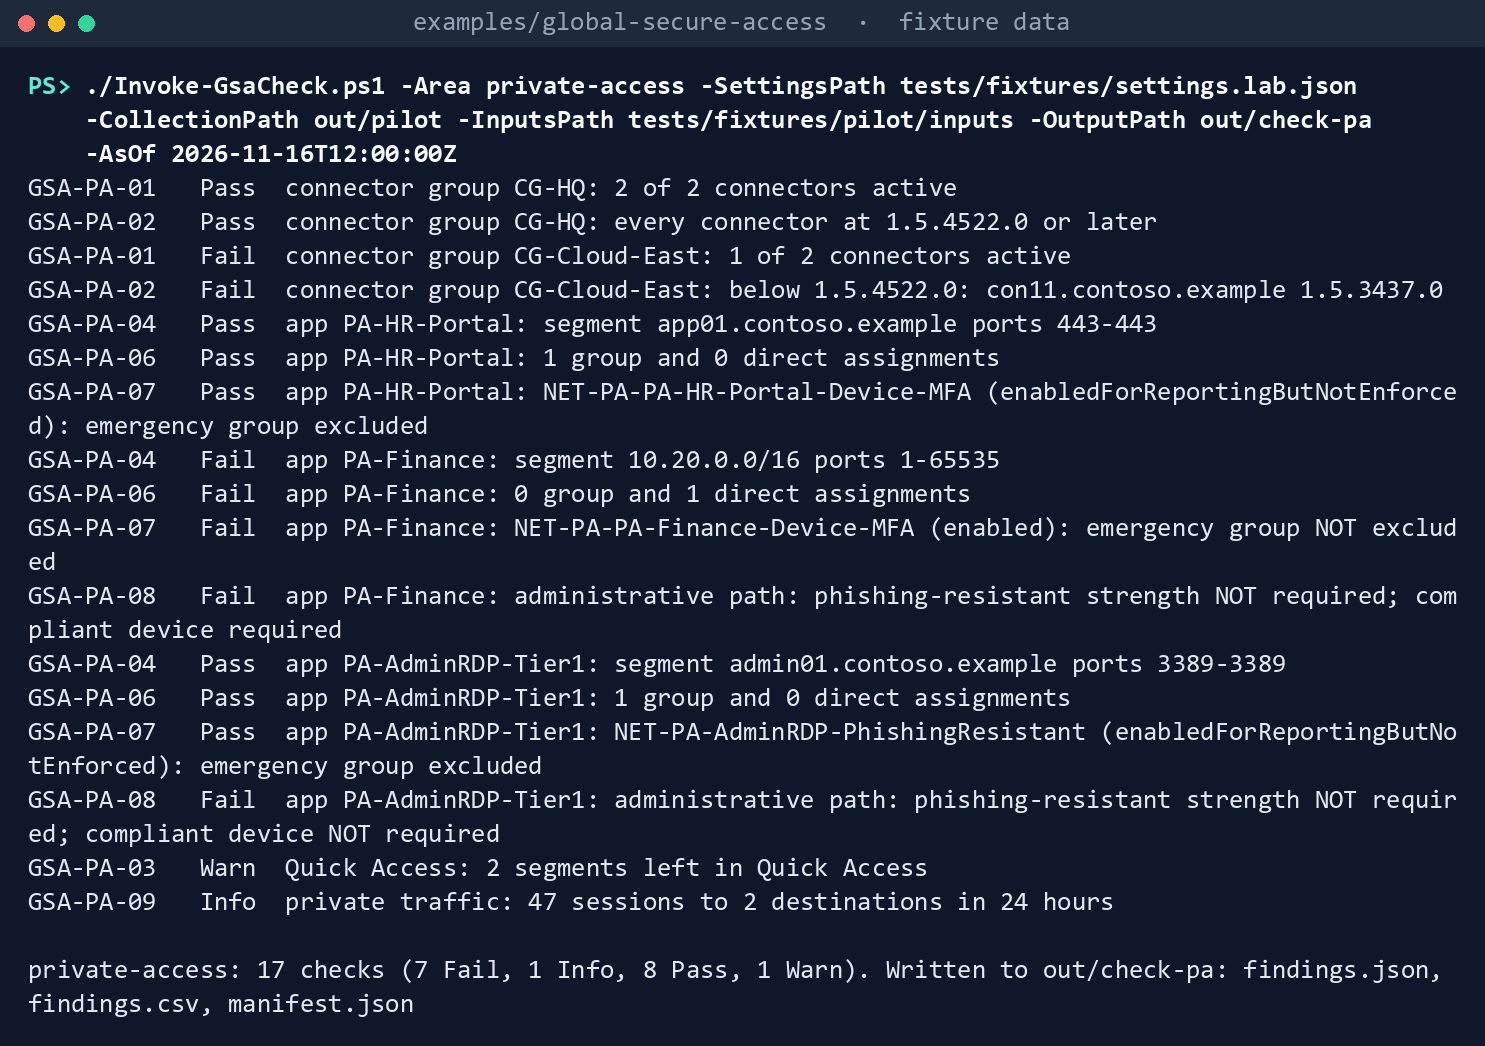 examples/global-secure-access · fixture data
PS> ./Invoke-GsaCheck.ps1 -Area private-access -SettingsPath tests/fixtures/settings.lab.json
-CollectionPath out/pilot -InputsPath tests/fixtures/pilot/inputs -OutputPath out/check-pa
-AsOf 2026-11-16T12:00:00Z
GSA-PA-01 Pass connector group CG-HQ: 2 of 2 connectors active
GSA-PA-02 Pass connector group CG-HQ: every connector at 1.5.4522.0 or later
GSA-PA-01 Fail connector group CG-Cloud-East: 1 of 2 connectors active
GSA-PA-02 Fail connector group CG-Cloud-East: below 1.5.4522.0: con11.contoso.example 1.5.3437.0
GSA-PA-04 Pass app PA-HR-Portal: segment app01.contoso.example ports 443-443
GSA-PA-06 Pass app PA-HR-Portal: 1 group and 0 direct assignments
GSA-PA-07 Pass app PA-HR-Portal: NET-PA-PA-HR-Portal-Device-MFA (enabledForReportingButNotEnforce
d): emergency group excluded
GSA-PA-04 Fail app PA-Finance: segment 10.20.0.0/16 ports 1-65535
GSA-PA-06 Fail app PA-Finance: 0 group and 1 direct assignments
GSA-PA-07 Fail app PA-Finance: NET-PA-PA-Finance-Device-MFA (enabled): emergency group NOT exclud
ed
GSA-PA-08 Fail app PA-Finance: administrative path: phishing-resistant strength NOT required; com
pliant device required
GSA-PA-04 Pass app PA-AdminRDP-Tier1: segment admin01.contoso.example ports 3389-3389
GSA-PA-06 Pass app PA-AdminRDP-Tier1: 1 group and 0 direct assignments
GSA-PA-07 Pass app PA-AdminRDP-Tier1: NET-PA-AdminRDP-PhishingResistant (enabledForReportingButNo
tEnforced): emergency group excluded
GSA-PA-08 Fail app PA-AdminRDP-Tier1: administrative path: phishing-resistant strength NOT requir
ed; compliant device NOT required
GSA-PA-03 Warn Quick Access: 2 segments left in Quick Access
GSA-PA-09 Info private traffic: 47 sessions to 2 destinations in 24 hours
private-access: 17 checks (7 Fail, 1 Info, 8 Pass, 1 Warn). Written to out/check-pa: findings.json,
findings.csv, manifest.json